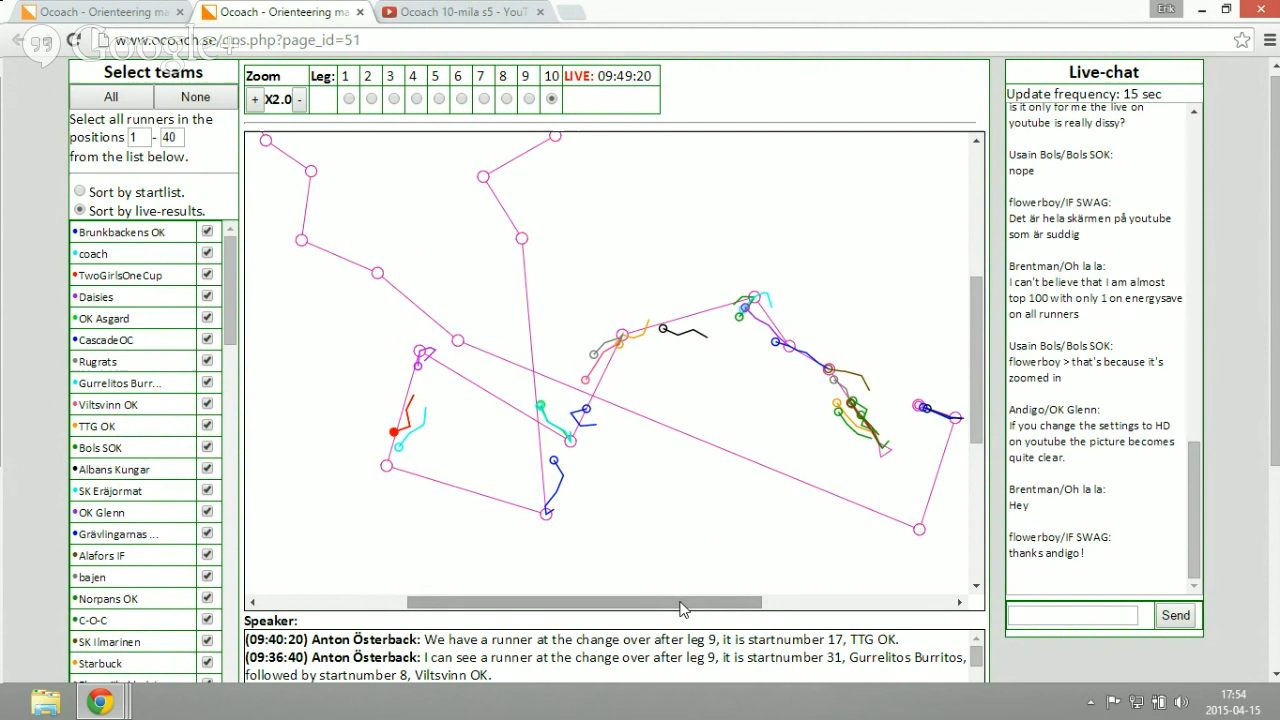 Ocoach - Orienteering ma
Ocoach - Orienteering ma
Ocoach 10-mila s5 - YouT
Erik
www.ocoach.se/gps.php?page_id=51
Google+
Select teams
All None
Select all runners in the
positions 1 - 40
from the list below.
Sort by startlist.
Sort by live-results.
Brunkbackens OK
coach
TwoGirlsOneCup
Daisies
OK Asgard
Cascade OC
Rugrats
Gurrelitos Burr...
Viltsvinn OK
TTG OK
Bols SOK
Albans Kungar
SK Eräjormat
OK Glenn
Grävlingarnas ...
Alafors IF
bajen
Norpans OK
C-O-C
SK Ilmarinen
Starbuck
Zoom Leg: 1 2 3 4 5 6 7 8 9 10 LIVE: 09:49:20
+ X2.0 -
Speaker:
(09:40:20) Anton Österback: We have a runner at the change over after leg 9, it is startnumber 17, TTG OK.
(09:36:40) Anton Österback: I can see a runner at the change over after leg 9, it is startnumber 31, Gurrelitos Burritos,
followed by startnumber 8, Viltsvinn OK.
Live-chat
Update frequency: 15 sec
is it only for me the live on
youtube is really dissy?
Usain Bols/Bols SOK:
nope
flowerboy/IF SWAG:
Det är hela skärmen på youtube
som är suddig
Brentman/Oh la la:
I can't believe that I am almost
top 100 with only 1 on energysave
on all runners
Usain Bols/Bols SOK:
flowerboy > that's because it's
zoomed in
Andigo/OK Glenn:
If you change the settings to HD
on youtube the picture becomes
quite clear.
Brentman/Oh la la:
Hey
flowerboy/IF SWAG:
thanks andigo!
Send
17:54
2015-04-15